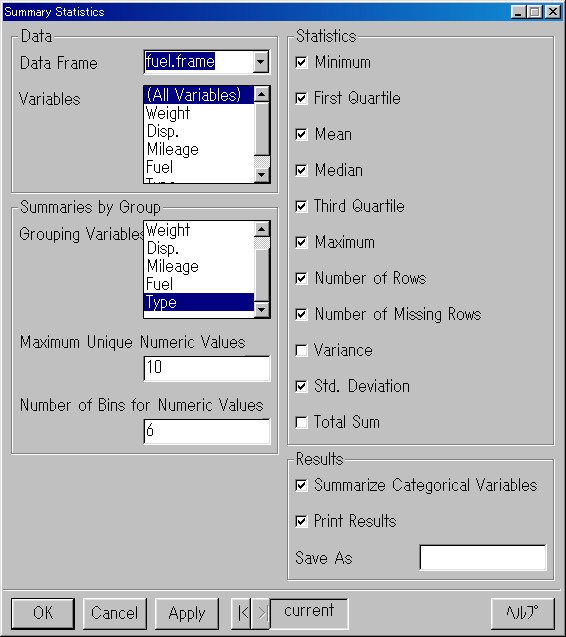 Summary Statistics
Data
Data Frame
fuel.frame
Variables
(All Variables)
Weight
Disp.
Mileage
Fuel
Type
Summaries by Group
Grouping Variables
Weight
Disp.
Mileage
Fuel
Type
Maximum Unique Numeric Values
10
Number of Bins for Numeric Values
6
Statistics
Minimum
First Quartile
Mean
Median
Third Quartile
Maximum
Number of Rows
Number of Missing Rows
Variance
Std. Deviation
Total Sum
Results
Summarize Categorical Variables
Print Results
Save As
OK
Cancel
Apply
current
ヘルプ